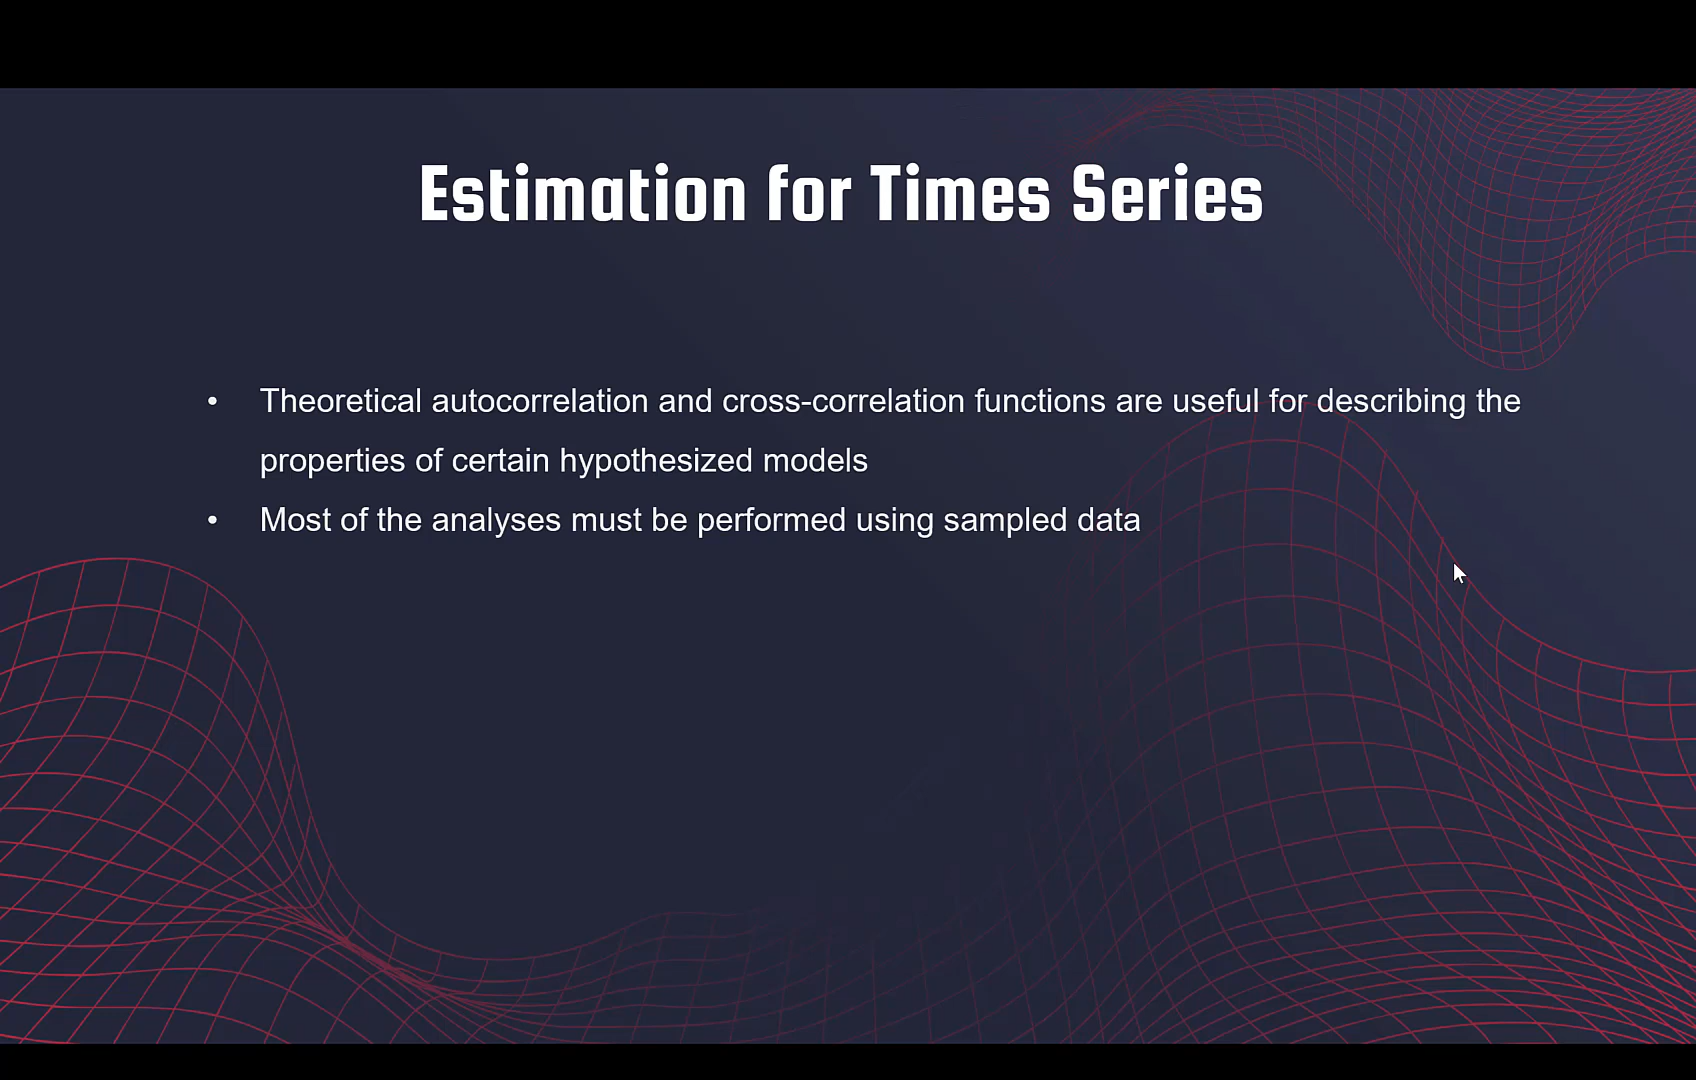 Estimation for Times Series
• Theoretical autocorrelation and cross-correlation functions are useful for describing the
properties of certain hypothesized models
• Most of the analyses must be performed using sampled data